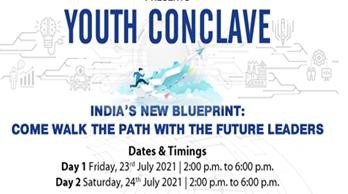 PRESENTS
YOUTH CONCLAVE
INDIA'S NEW BLUEPRINT:
COME WALK THE PATH WITH THE FUTURE LEADERS
Dates & Timings
Day 1 Friday, 23rd July 2021 | 2:00 p.m. to 6:00 p.m.
Day 2 Saturday, 24th July 2021 | 2:00 p.m. to 6:00 p.m.